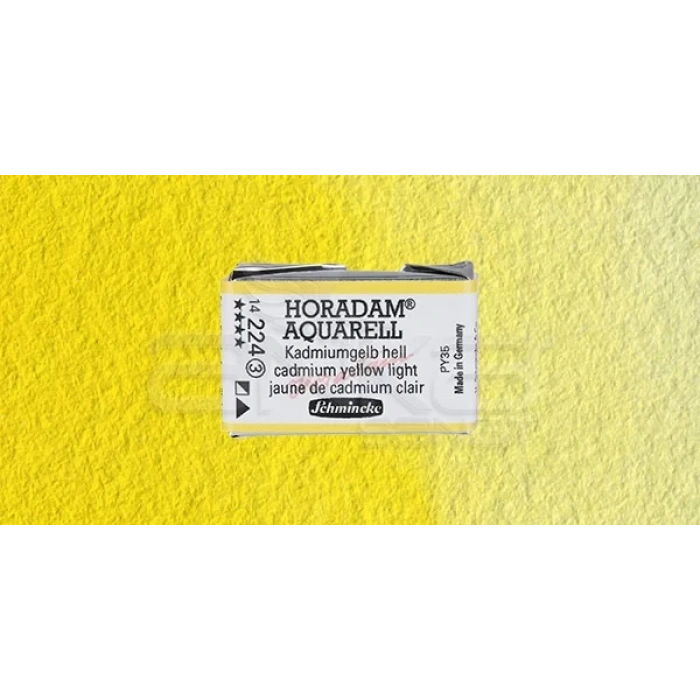 HORADAM®
AQUARELL
Kadmiumgelb hell
cadmium yellow light
jaune de cadmium clair
Schmincke
14 224 3
★★★★
PY35
Made in Germany